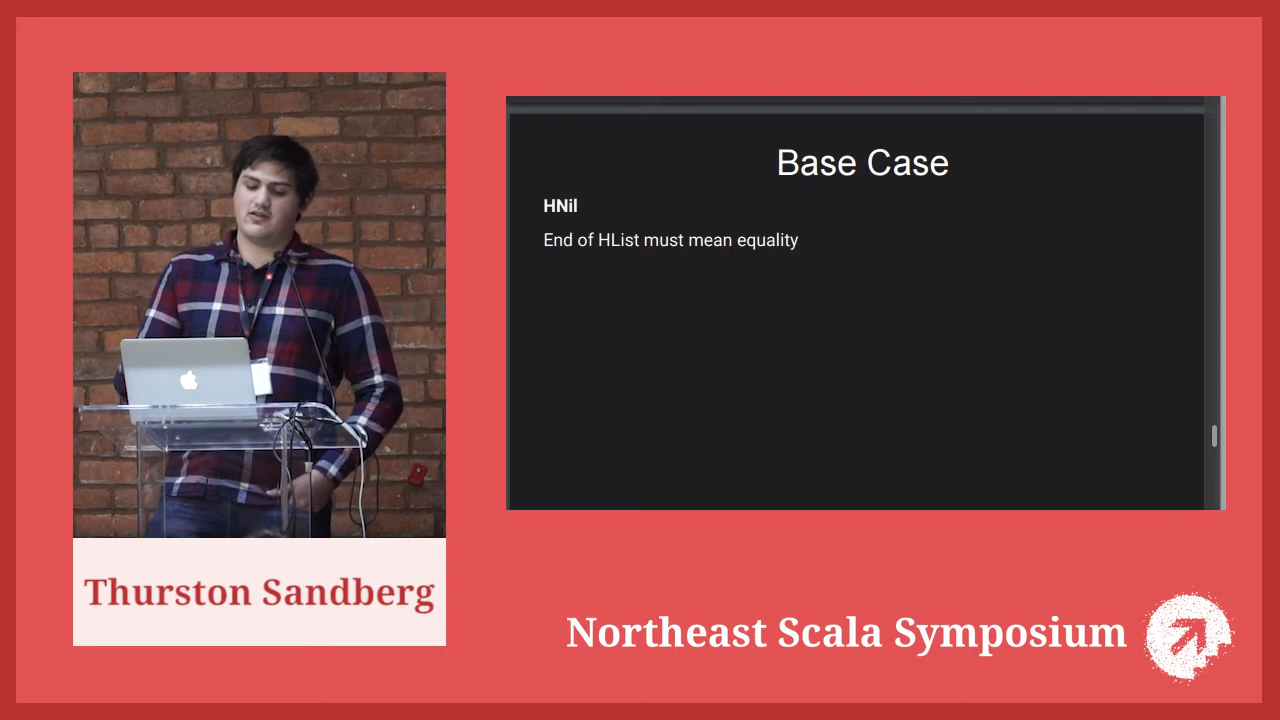 Base Case
HNil
End of HList must mean equality
Thurston Sandberg
Northeast Scala Symposium